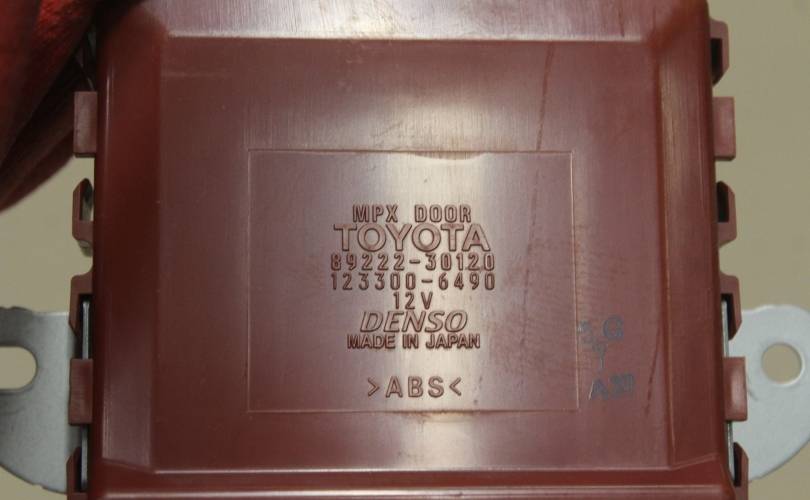 MPX DOOR
TOYOTA
89222-30120
123300-6490
12V
DENSO
MADE IN JAPAN
>ABS<